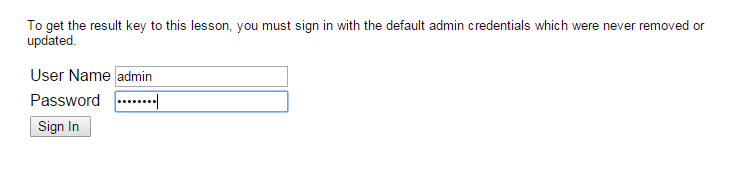 To get the result key to this lesson, you must sign in with the default admin credentials which were never removed or
updated.
User Name admin
Password ••••••••
Sign In